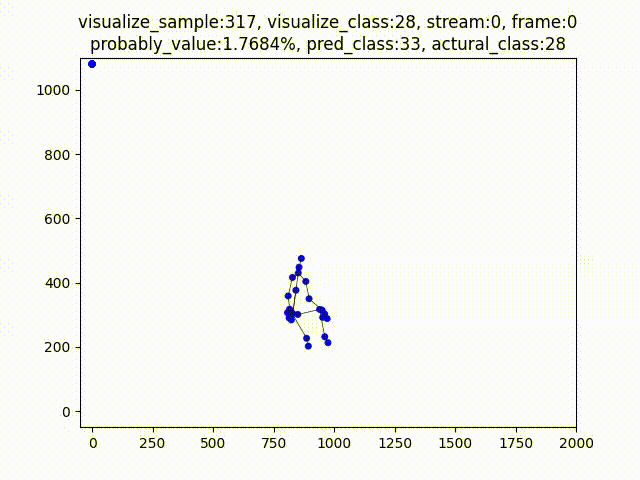 visualize_sample:317, visualize_class:28, stream:0, frame:0
probably_value:1.7684%, pred_class:33, actural_class:28
1000
800
600
400
200
0
0 250 500 750 1000 1250 1500 1750 2000